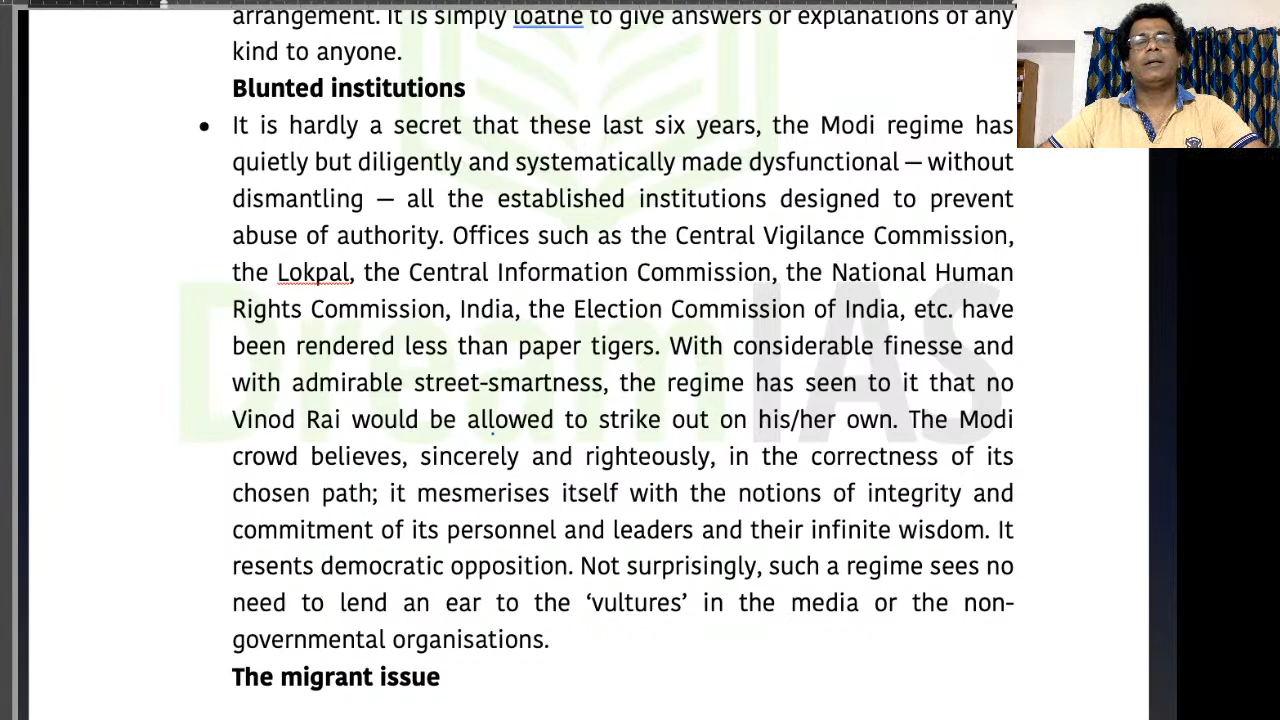 arrangement. It is simply loathe to give answers or explanations of any
kind to anyone.
Blunted institutions
• It is hardly a secret that these last six years, the Modi regime has
quietly but diligently and systematically made dysfunctional — without
dismantling — all the established institutions designed to prevent
abuse of authority. Offices such as the Central Vigilance Commission,
the Lokpal, the Central Information Commission, the National Human
Rights Commission, India, the Election Commission of India, etc. have
been rendered less than paper tigers. With considerable finesse and
with admirable street-smartness, the regime has seen to it that no
Vinod Rai would be allowed to strike out on his/her own. The Modi
crowd believes, sincerely and righteously, in the correctness of its
chosen path; it mesmerises itself with the notions of integrity and
commitment of its personnel and leaders and their infinite wisdom. It
resents democratic opposition. Not surprisingly, such a regime sees no
need to lend an ear to the ‘vultures’ in the media or the non-
governmental organisations.
The migrant issue
DreamIAS